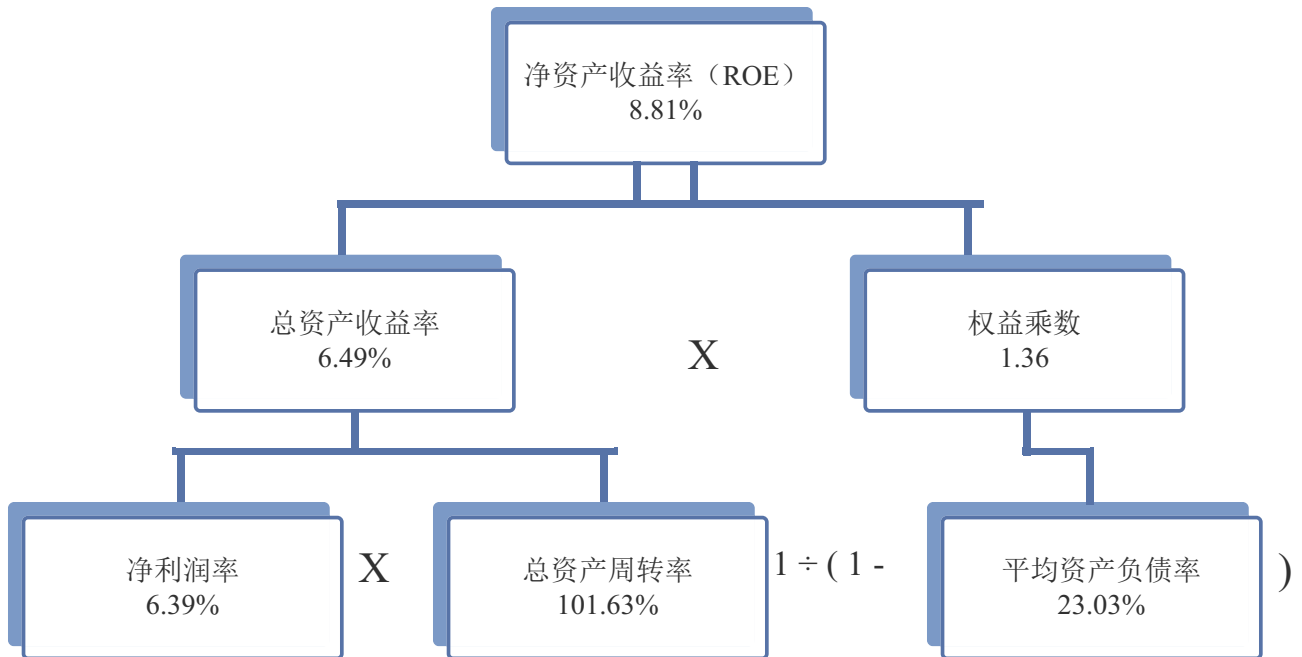 净资产收益率（ROE）
8.81%
总资产收益率
6.49%
X
权益乘数
1.36
净利润率
6.39%
X
总资产周转率
101.63%
1 ÷ ( 1 -
平均资产负债率
23.03%
)